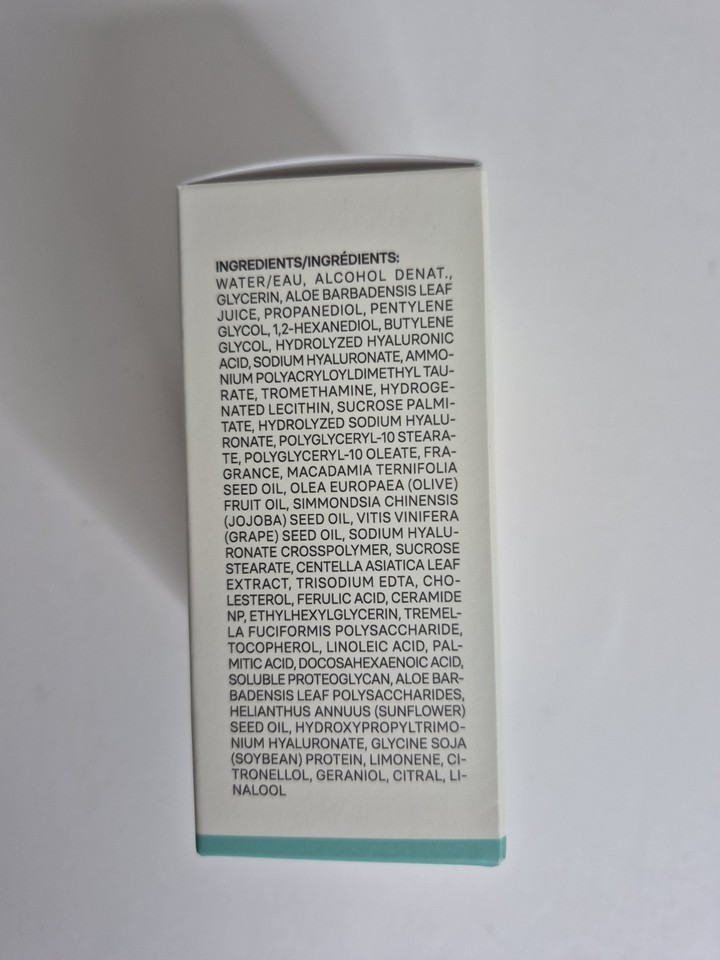 INGREDIENTS/INGRÉDIENTS:
WATER/EAU, ALCOHOL DENAT.,
GLYCERIN, ALOE BARBADENSIS LEAF
JUICE, PROPANEDIOL, PENTYLENE
GLYCOL, 1,2-HEXANEDIOL, BUTYLENE
GLYCOL, HYDROLYZED HYALURONIC
ACID, SODIUM HYALURONATE, AMMO-
NIUM POLYACRYLOYLDIMETHYL TAU-
RATE, TROMETHAMINE, HYDROGE-
NATED LECITHIN, SUCROSE PALMI-
TATE, HYDROLYZED SODIUM HYALU-
RONATE, POLYGLYCERYL-10 STEARA-
TE, POLYGLYCERYL-10 OLEATE, FRA-
GRANCE, MACADAMIA TERNIFOLIA
SEED OIL, OLEA EUROPAEA (OLIVE)
FRUIT OIL, SIMMONDSIA CHINENSIS
(JOJOBA) SEED OIL, VITIS VINIFERA
(GRAPE) SEED OIL, SODIUM HYALU-
RONATE CROSSPOLYMER, SUCROSE
STEARATE, CENTELLA ASIATICA LEAF
EXTRACT, TRISODIUM EDTA, CHO-
LESTEROL, FERULIC ACID, CERAMIDE
NP, ETHYLHEXYLGLYCERIN, TREMEL-
LA FUCIFORMIS POLYSACCHARIDE,
TOCOPHEROL, LINOLEIC ACID, PAL-
MITIC ACID, DOCOSAHEXAENOIC ACID,
SOLUBLE PROTEOGLYCAN, ALOE BAR-
BADENSIS LEAF POLYSACCHARIDES,
HELIANTHUS ANNUUS (SUNFLOWER)
SEED OIL, HYDROXYPROPYLTRIMO-
NIUM HYALURONATE, GLYCINE SOJA
(SOYBEAN) PROTEIN, LIMONENE, CI-
TRONELLOL, GERANIOL, CITRAL, LI-
NALOOL